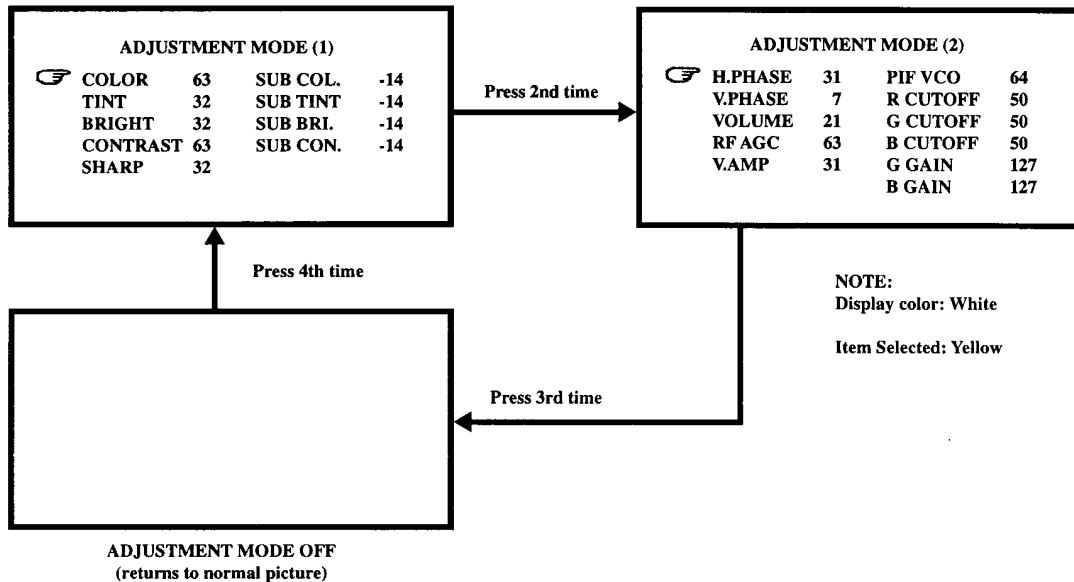 ADJUSTMENT MODE (1)
COLOR 63 SUB COL. -14
TINT 32 SUB TINT -14
BRIGHT 32 SUB BRI. -14
CONTRAST 63 SUB CON. -14
SHARP 32
Press 2nd time
ADJUSTMENT MODE (2)
H.PHASE 31 PIF VCO 64
V.PHASE 7 R CUTOFF 50
VOLUME 21 G CUTOFF 50
RF AGC 63 B CUTOFF 50
V.AMP 31 G GAIN 127
B GAIN 127
Press 4th time
NOTE:
Display color: White
Item Selected: Yellow
Press 3rd time
ADJUSTMENT MODE OFF
(returns to normal picture)